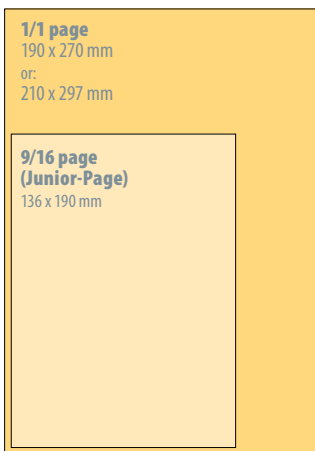 1/1 page
190 x 270 mm
or:
210 x 297 mm
9/16 page
(Junior-Page)
136 x 190 mm